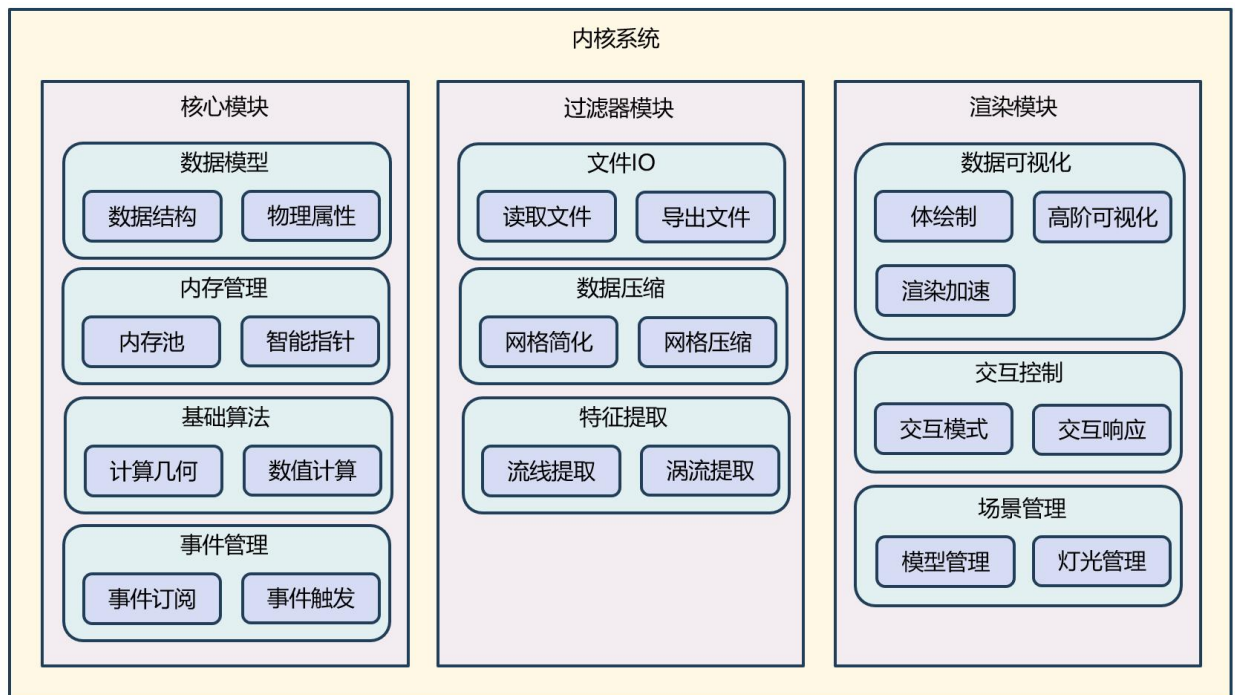 内核系统
核心模块
数据模型
数据结构
物理属性
内存管理
内存池
智能指针
基础算法
计算几何
数值计算
事件管理
事件订阅
事件触发
过滤器模块
文件IO
读取文件
导出文件
数据压缩
网格简化
网格压缩
特征提取
流线提取
涡流提取
渲染模块
数据可视化
体绘制
高阶可视化
渲染加速
交互控制
交互模式
交互响应
场景管理
模型管理
灯光管理